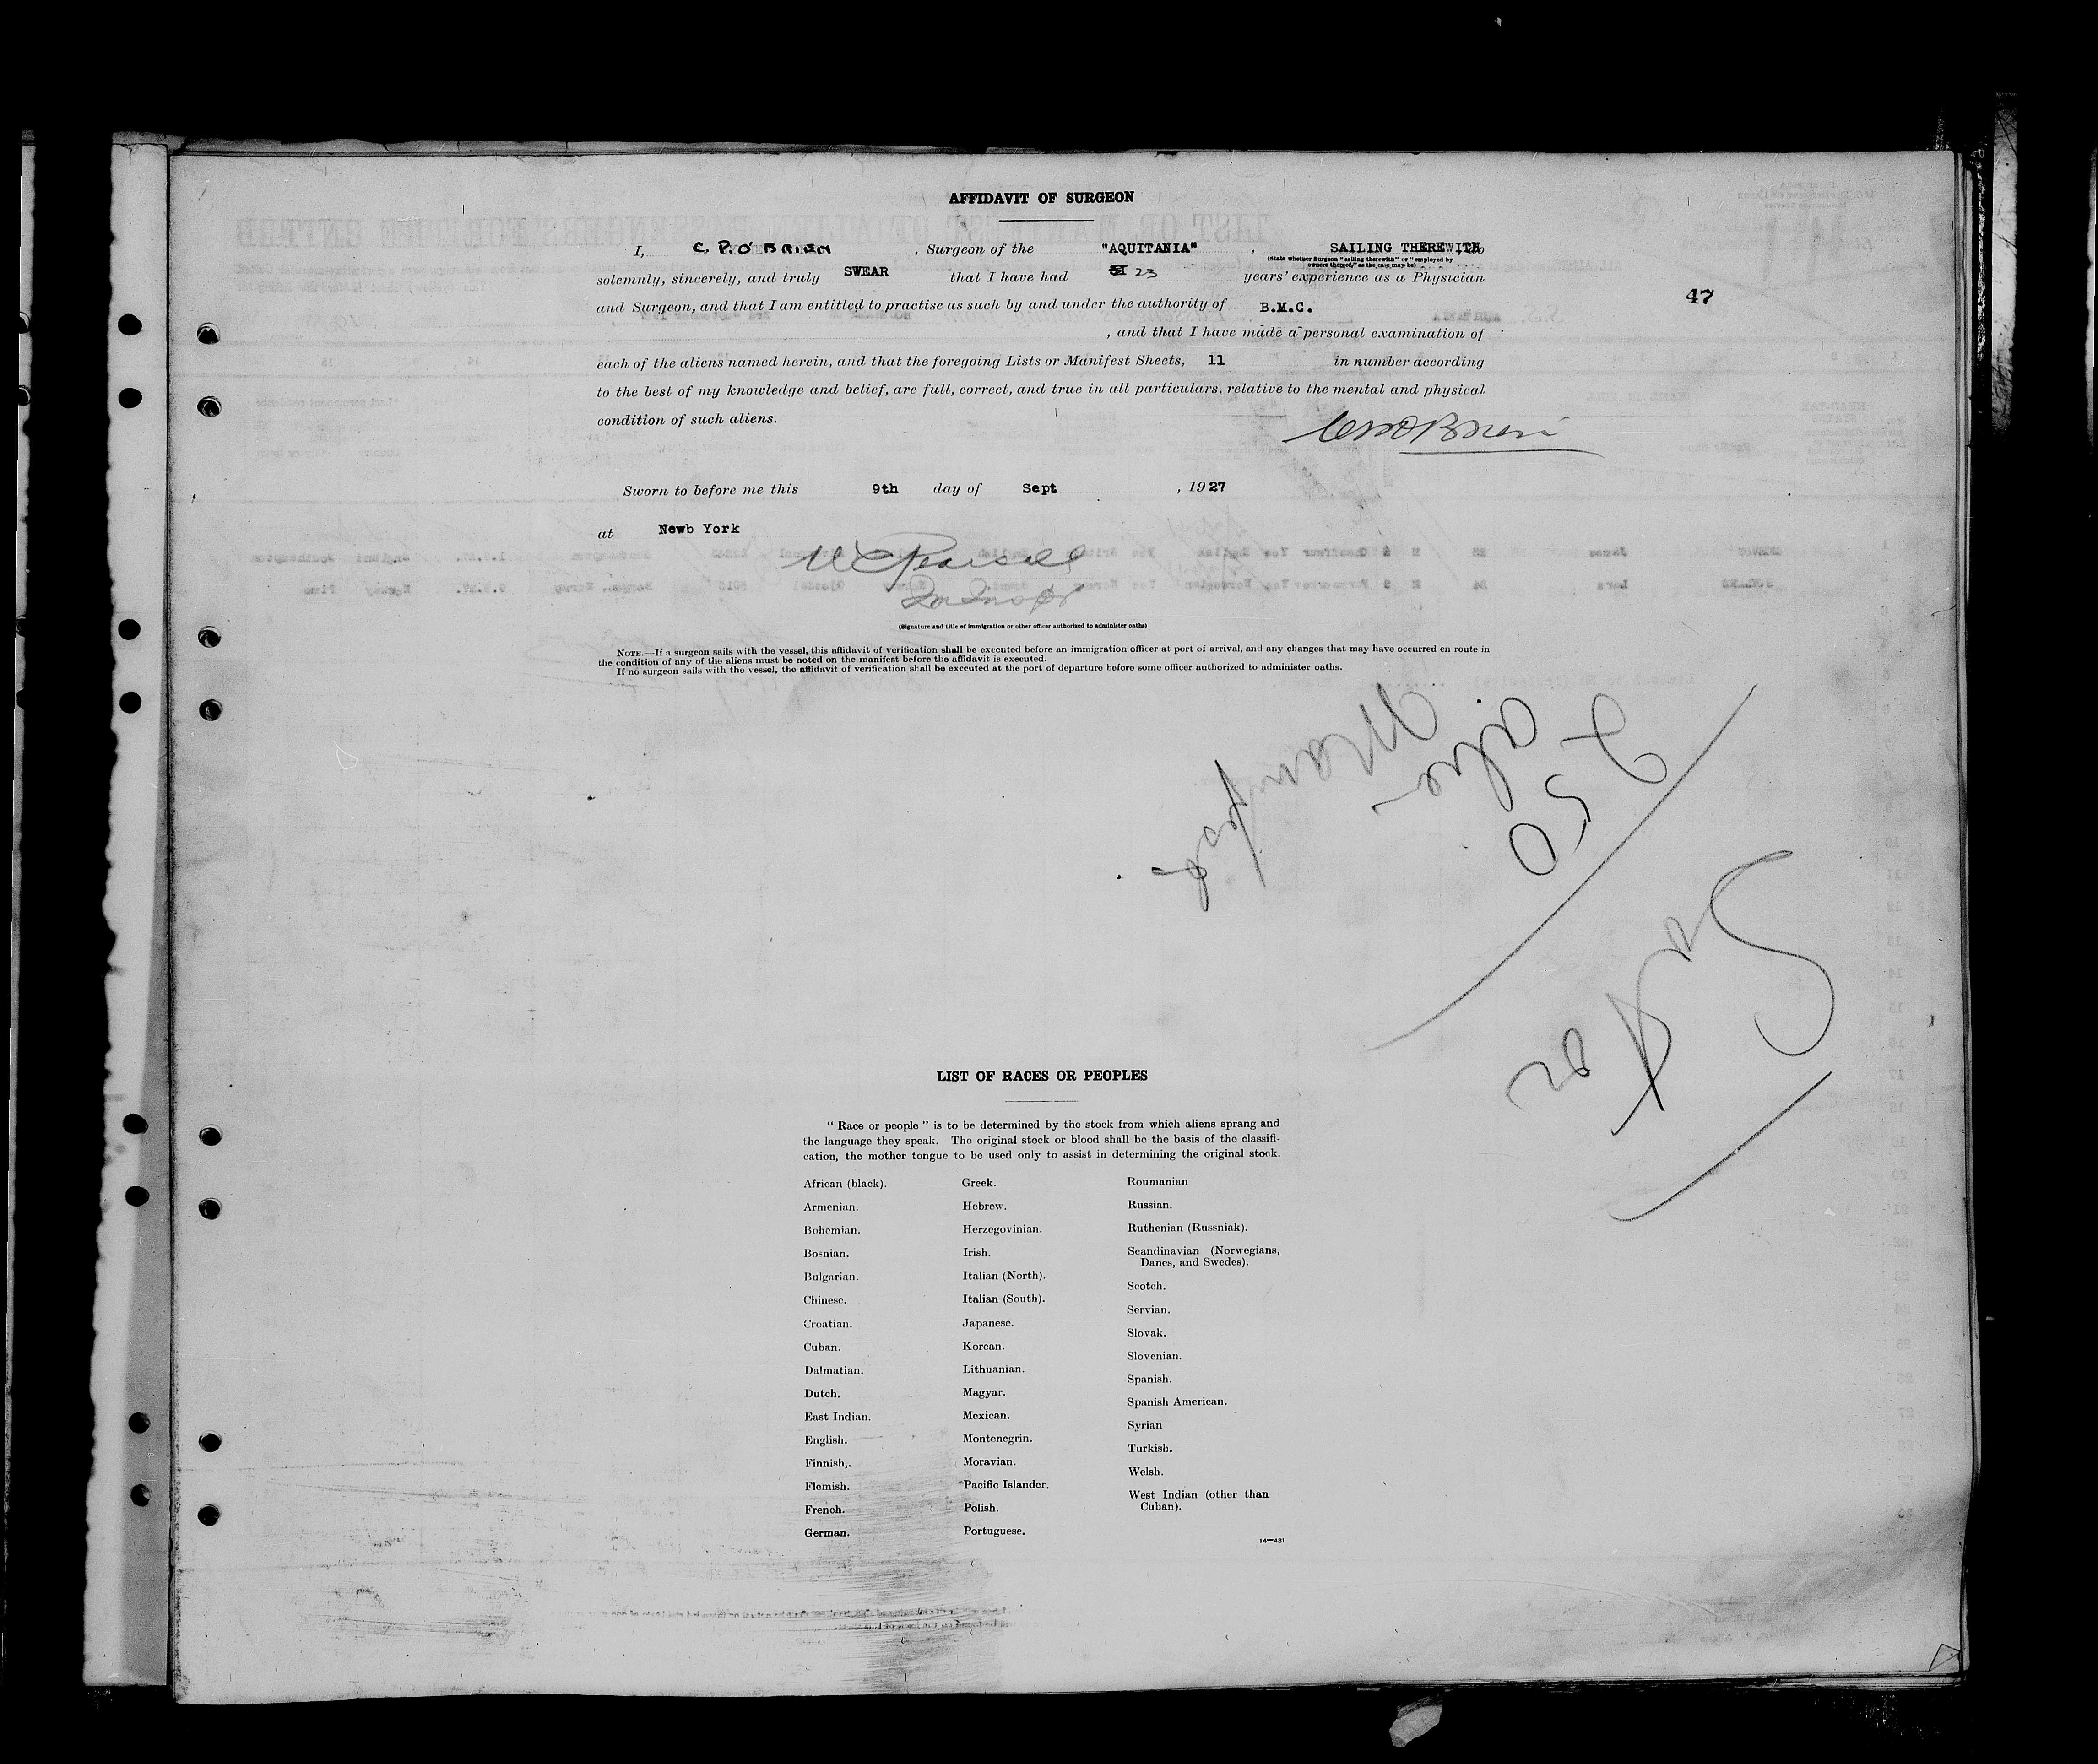 AFFIDAVIT OF SURGEON
I, C. P. O'BRIEN, Surgeon of the "AQUITANIA", SAILING THEREWITH, do
(State whether Surgeon "sailing therewith" or "employed by
owners thereof," as the case may be)
solemnly, sincerely, and truly SWEAR that I have had 23 years' experience as a Physician
and Surgeon, and that I am entitled to practise as such by and under the authority of B.M.C.
47
, and that I have made a personal examination of
each of the aliens named herein, and that the foregoing Lists or Manifest Sheets, 11 in number according
to the best of my knowledge and belief, are full, correct, and true in all particulars. relative to the mental and physical
condition of such aliens.
Sworn to before me this 9th day of Sept, 1927
at Newb York
(Signature and title of immigration or other officer authorized to administer oaths)
NOTE.—If a surgeon sails with the vessel, this affidavit of verification shall be executed before an immigration officer at port of arrival, and any changes that may have occurred en route in
the condition of any of the aliens must be noted on the manifest before the affidavit is executed.
If no surgeon sails with the vessel, the affidavit of verification shall be executed at the port of departure before some officer authorized to administer oaths.
LIST OF RACES OR PEOPLES
"Race or people" is to be determined by the stock from which aliens sprang and
the language they speak. The original stock or blood shall be the basis of the classifi-
cation, the mother tongue to be used only to assist in determining the original stock.
African (black).
Armenian.
Bohemian.
Bosnian.
Bulgarian.
Chinese.
Croatian.
Cuban.
Dalmatian.
Dutch.
East Indian.
English.
Finnish,.
Flemish.
French.
German.
Greek.
Hebrew.
Herzegovinian.
Irish.
Italian (North).
Italian (South).
Japanese.
Korean.
Lithuanian.
Magyar.
Mexican.
Montenegrin.
Moravian.
Pacific Islander.
Polish.
Portuguese.
Roumanian
Russian.
Ruthenian (Russniak).
Scandinavian (Norwegians,
Danes, and Swedes).
Scotch.
Servian.
Slovak.
Slovenian.
Spanish.
Spanish American.
Syrian
Turkish.
Welsh.
West Indian (other than
Cuban).
14—431